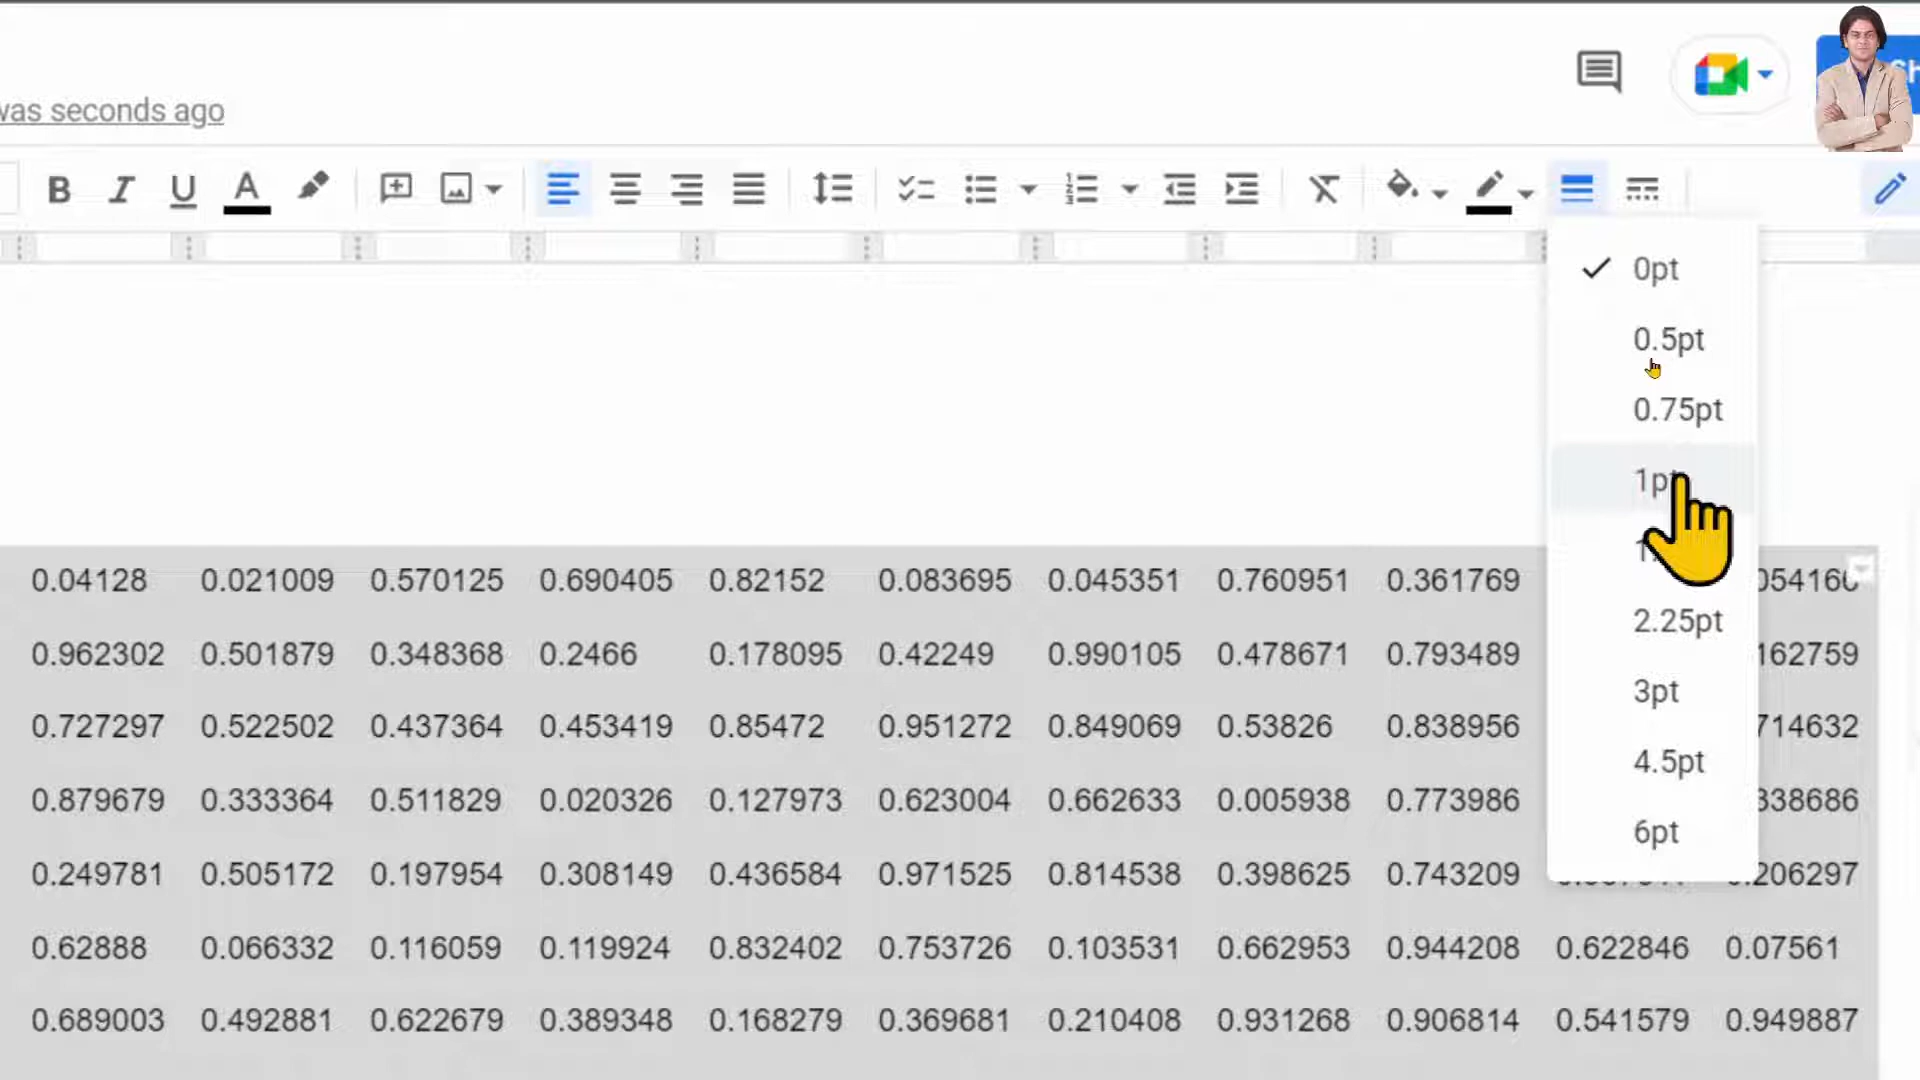 was seconds ago
B I U A
0pt
0.5pt
0.75pt
1pt
2.25pt
3pt
4.5pt
6pt
0.04128 0.021009 0.570125 0.690405 0.82152 0.083695 0.045351 0.760951 0.361769
0.962302 0.501879 0.348368 0.2466 0.178095 0.42249 0.990105 0.478671 0.793489 162759
0.727297 0.522502 0.437364 0.453419 0.85472 0.951272 0.849069 0.53826 0.838956 714632
0.879679 0.333364 0.511829 0.020326 0.127973 0.623004 0.662633 0.005938 0.773986 338686
0.249781 0.505172 0.197954 0.308149 0.436584 0.971525 0.814538 0.398625 0.743209 .206297
0.62888 0.066332 0.116059 0.119924 0.832402 0.753726 0.103531 0.662953 0.944208 0.622846 0.07561
0.689003 0.492881 0.622679 0.389348 0.168279 0.369681 0.210408 0.931268 0.906814 0.541579 0.949887